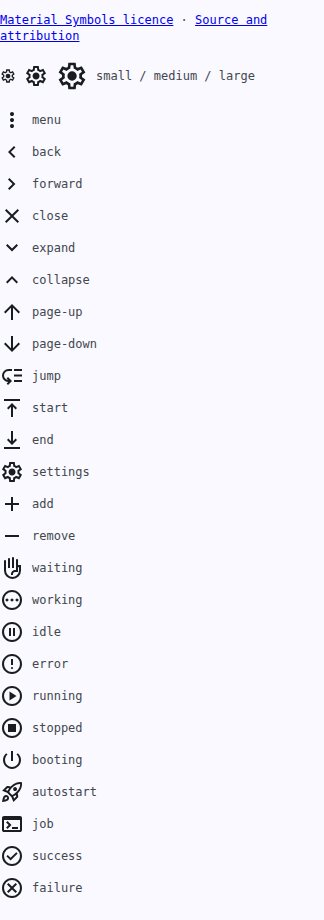 Material Symbols licence · Source and
attribution
small / medium / large
menu
back
forward
close
expand
collapse
page-up
page-down
jump
start
end
settings
add
remove
waiting
working
idle
error
running
stopped
booting
autostart
job
success
failure